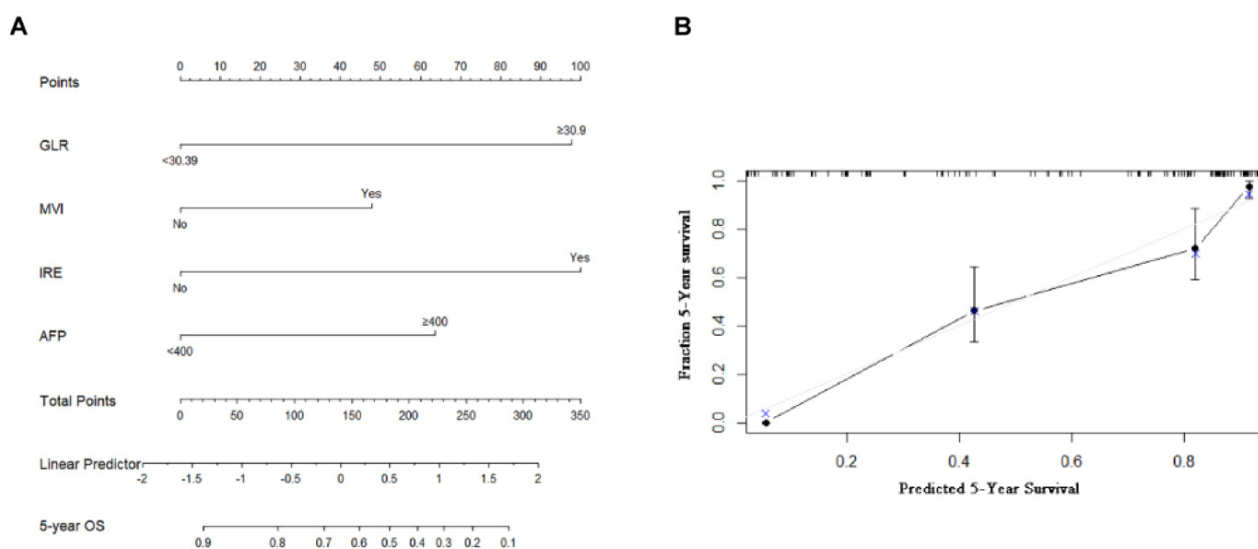 A
Points
0 10 20 30 40 50 60 70 80 90 100
GLR
≥30.9
<30.39
MVI
Yes
No
IRE
Yes
No
AFP
≥400
<400
Total Points
0 50 100 150 200 250 300 350
Linear Predictor
-2 -1.5 -1 -0.5 0 0.5 1 1.5 2
5-year OS
0.9 0.8 0.7 0.6 0.5 0.4 0.3 0.2 0.1
B
Fraction 5-Year survival
0.0 0.2 0.4 0.6 0.8 1.0
0.2 0.4 0.6 0.8
Predicted 5-Year Survival